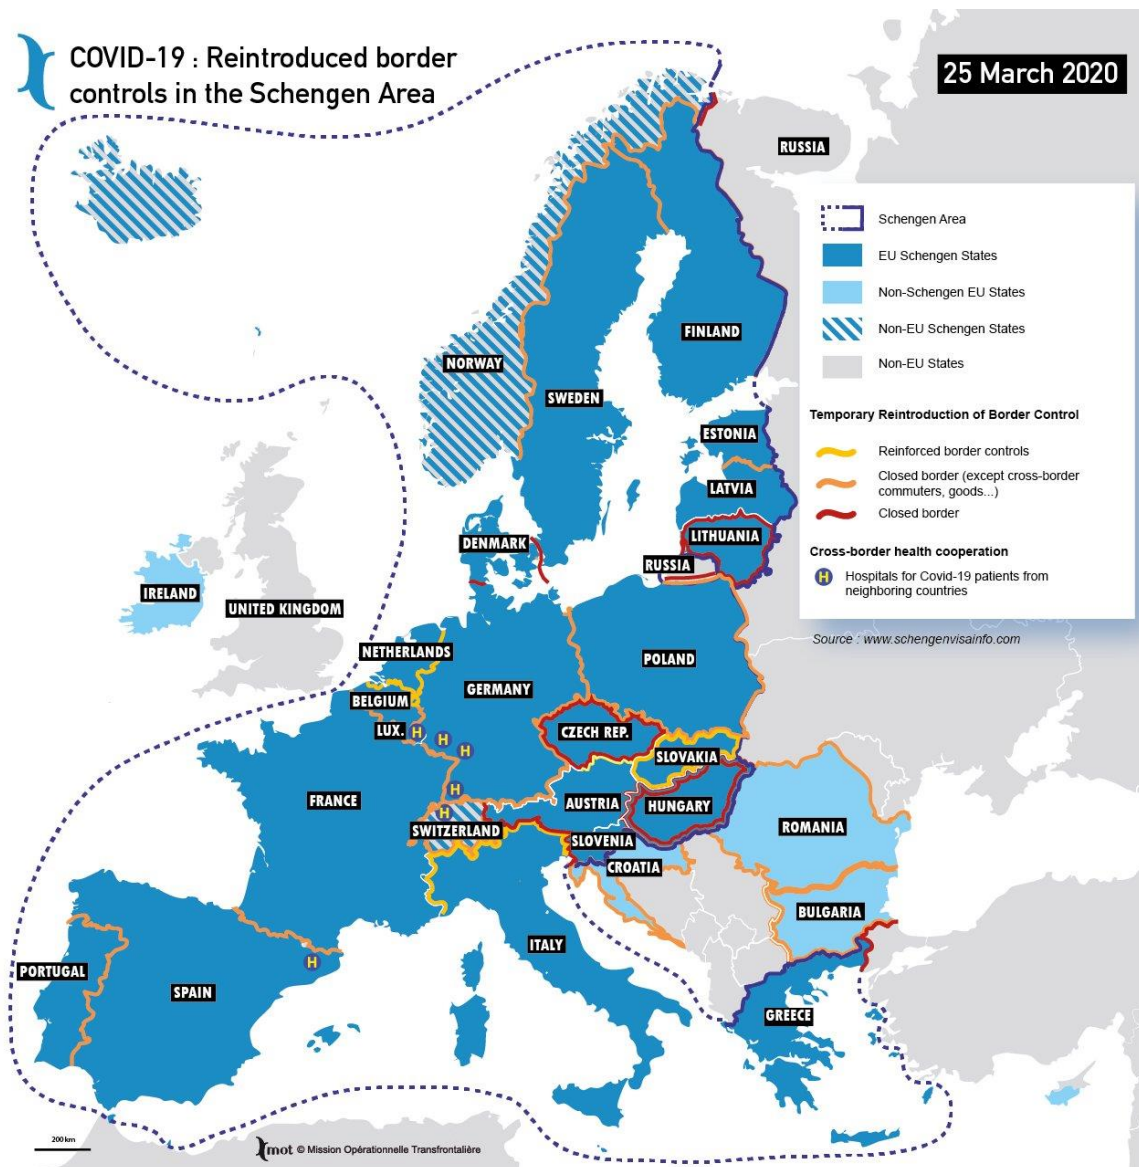 COVID-19 : Reintroduced border
controls in the Schengen Area
25 March 2020
RUSSIA
Schengen Area
EU Schengen States
Non-Schengen EU States
Non-EU Schengen States
Non-EU States
Temporary Reintroduction of Border Control
Reinforced border controls
Closed border (except cross-border
commuters, goods...)
Closed border
Cross-border health cooperation
H
Hospitals for Covid-19 patients from
neighboring countries
Source : www.schengenvisainfo.com
FINLAND
NORWAY
SWEDEN
ESTONIA
LATVIA
LITHUANIA
DENMARK
RUSSIA
IRELAND
UNITED KINGDOM
NETHERLANDS
POLAND
GERMANY
BELGIUM
LUX.
H
H
H
CZECH REP.
SLOVAKIA
H
FRANCE
AUSTRIA
HUNGARY
H
SWITZERLAND
SLOVENIA
ROMANIA
CROATIA
BULGARIA
ITALY
H
PORTUGAL
SPAIN
GREECE
200 km
mot © Mission Opérationnelle Transfrontalière